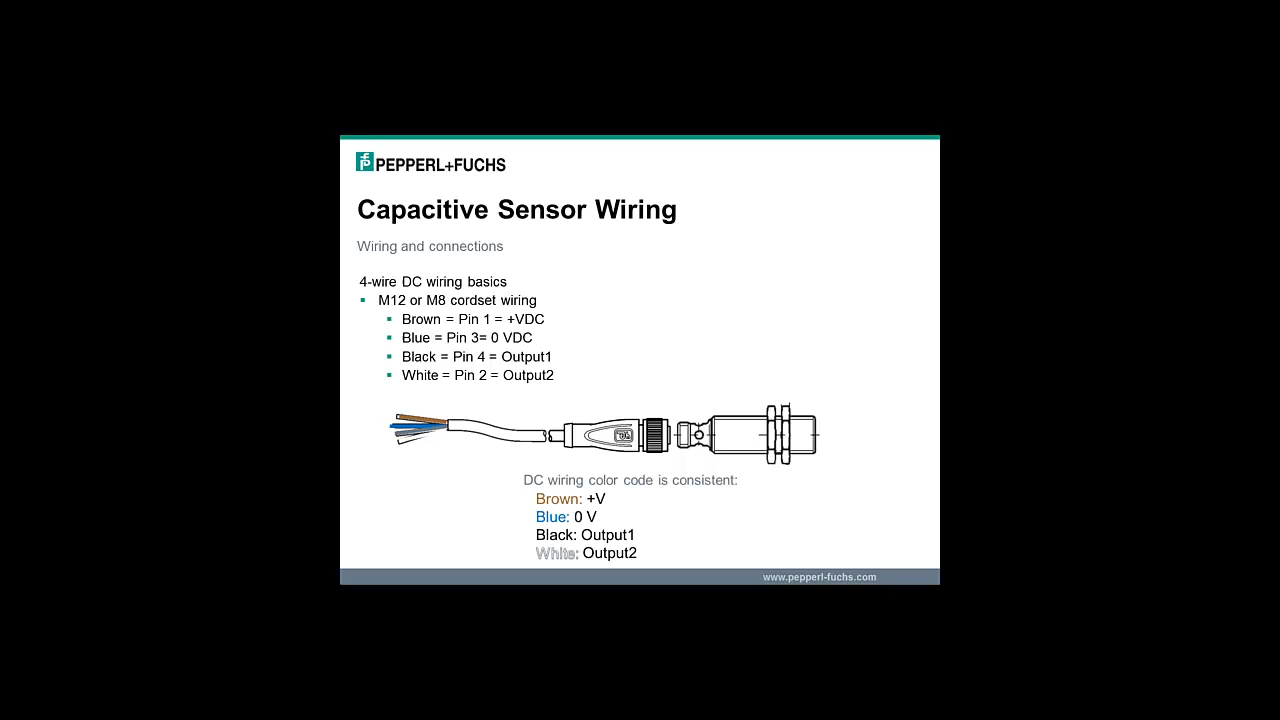 PEPPERL+FUCHS
Capacitive Sensor Wiring
Wiring and connections
4-wire DC wiring basics
M12 or M8 cordset wiring
Brown = Pin 1 = +VDC
Blue = Pin 3= 0 VDC
Black = Pin 4 = Output1
White = Pin 2 = Output2
DC wiring color code is consistent:
Brown: +V
Blue: 0 V
Black: Output1
White: Output2
www.pepperl-fuchs.com